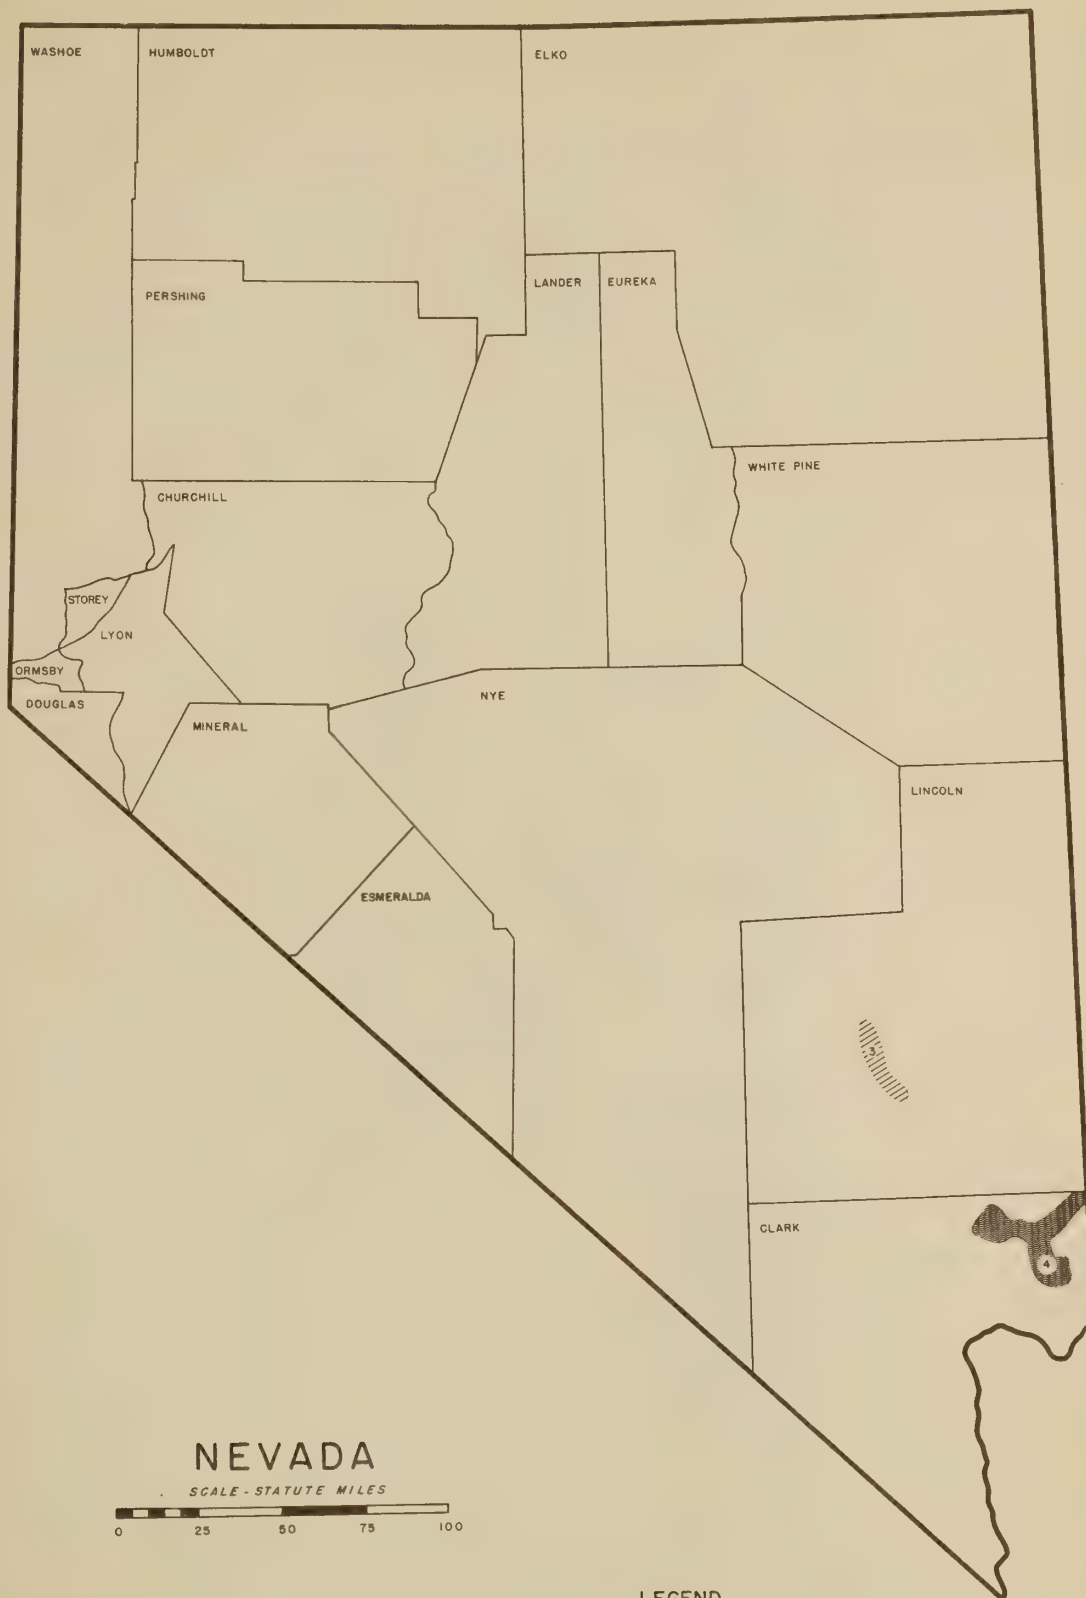 WASHOE
HUMBOLDT
ELKO
PERSHING
LANDER
EUREKA
WHITE PINE
CHURCHILL
STOREY
LYON
ORMSBY
DOUGLAS
MINERAL
NYE
LINCOLN
ESMERALDA
3
CLARK
4
NEVADA
SCALE - STATUTE MILES
0 25 50 75 100
LEGEND